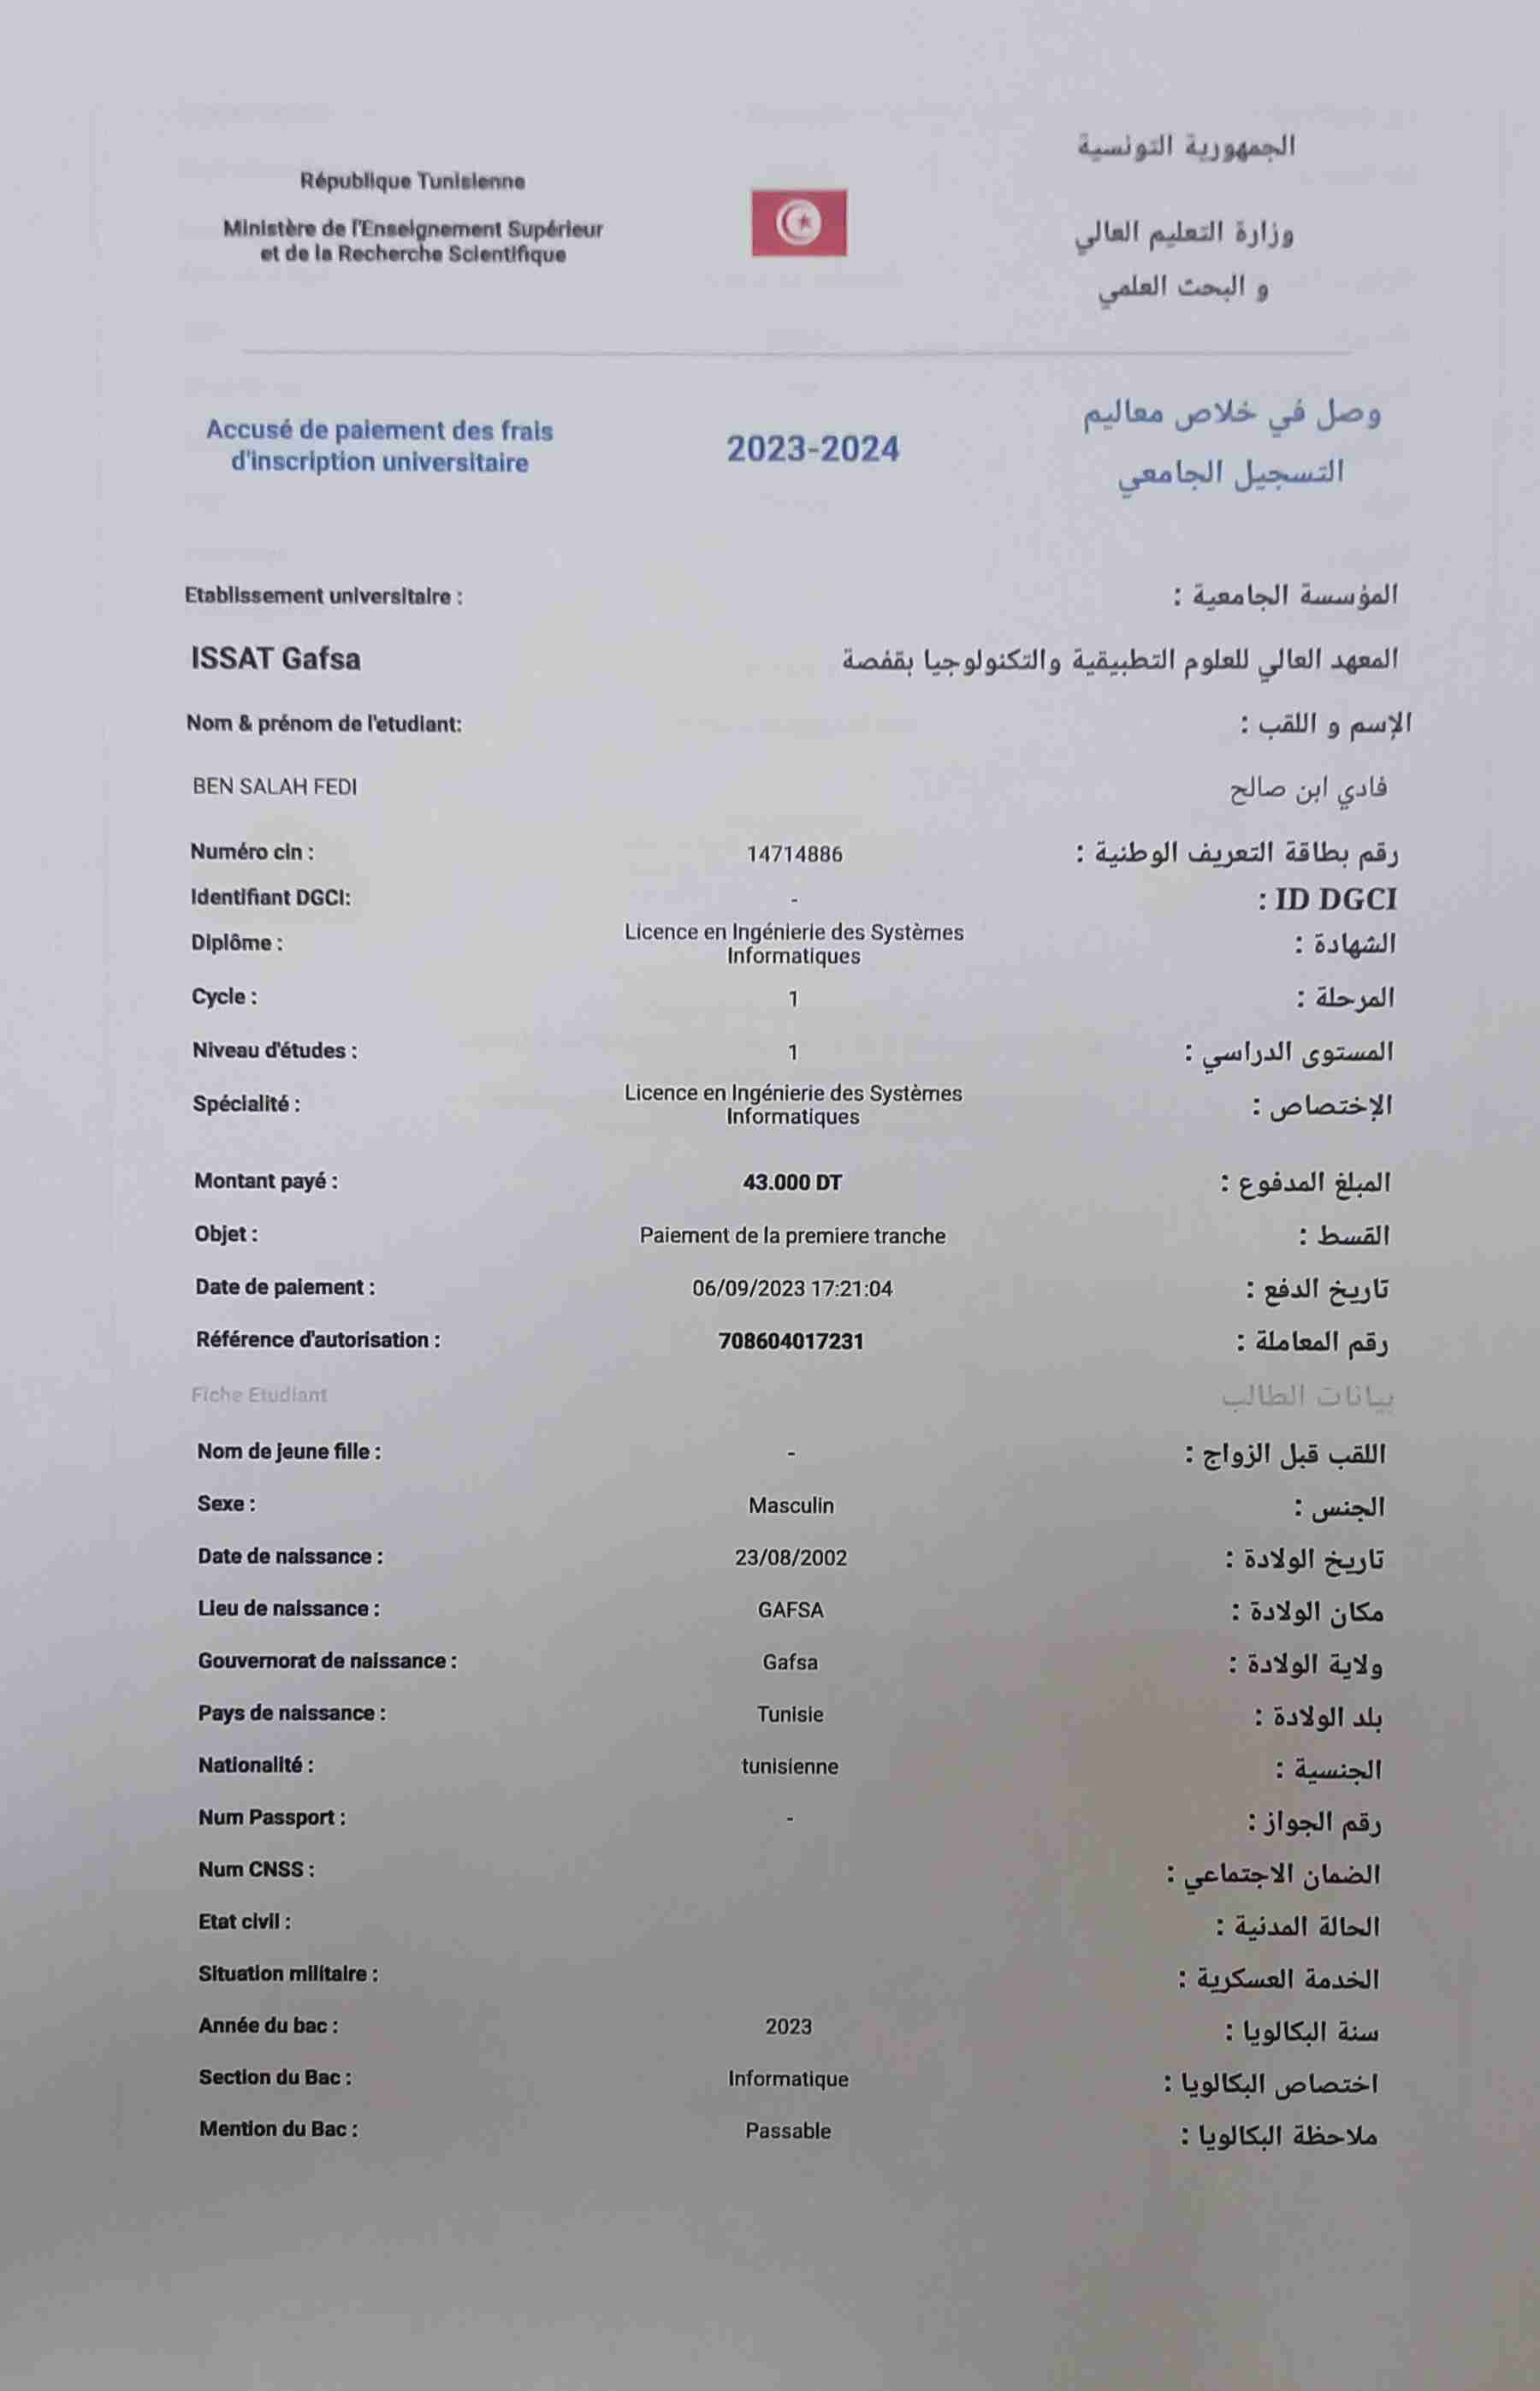 الجمهورية التونسية
République Tunisienne
Ministère de l'Enseignement Supérieur
et de la Recherche Scientifique
وزارة التعليم العالي
و البحث العلمي
Accusé de paiement des frais
d'inscription universitaire
2023-2024
وصل في خلاص معاليم
التسجيل الجامعي
Etablissement universitaire : المؤسسة الجامعية :
ISSAT Gafsa المعهد العالي للعلوم التطبيقية والتكنولوجيا بقفصة
Nom & prénom de l'etudiant: الإسم و اللقب :
BEN SALAH FEDI فادي ابن صالح
Numéro cin : 14714886 رقم بطاقة التعريف الوطنية :
Identifiant DGCI: - ID DGCI :
Diplôme : Licence en Ingénierie des Systèmes الشهادة :
Informatiques
Cycle : 1 المرحلة :
Niveau d'études : 1 المستوى الدراسي :
Spécialité : Licence en Ingénierie des Systèmes الإختصاص :
Informatiques
Montant payé : 43.000 DT المبلغ المدفوع :
Objet : Paiement de la premiere tranche القسط :
Date de paiement : 06/09/2023 17:21:04 تاريخ الدفع :
Référence d'autorisation : 708604017231 رقم المعاملة :
Fiche Etudiant بيانات الطالب
Nom de jeune fille : - اللقب قبل الزواج :
Sexe : Masculin الجنس :
Date de naissance : 23/08/2002 تاريخ الولادة :
Lieu de naissance : GAFSA مكان الولادة :
Gouvernorat de naissance : Gafsa ولاية الولادة :
Pays de naissance : Tunisie بلد الولادة :
Nationalité : tunisienne الجنسية :
Num Passport : - رقم الجواز :
Num CNSS : الضمان الاجتماعي :
Etat civil : الحالة المدنية :
Situation militaire : الخدمة العسكرية :
Année du bac : 2023 سنة البكالويا :
Section du Bac : Informatique اختصاص البكالويا :
Mention du Bac : Passable ملاحظة البكالويا :